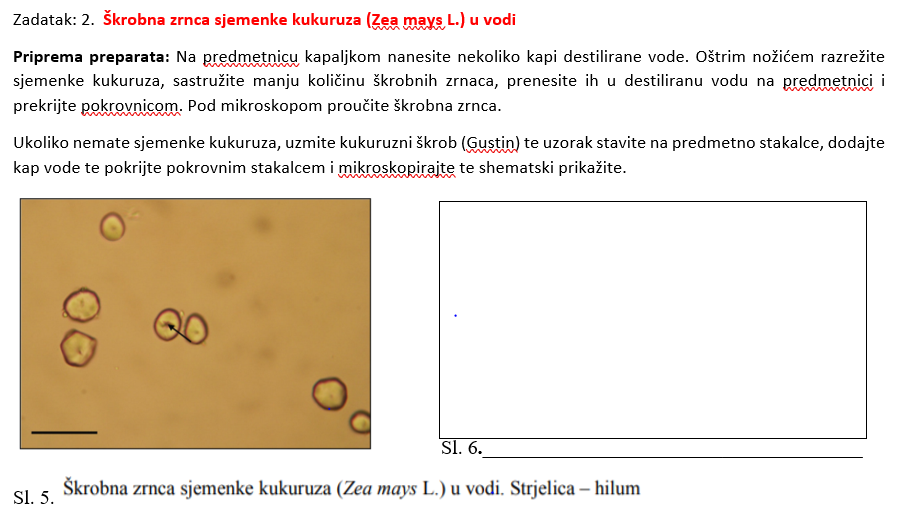 Zadatak: 2. Škrobna zrnca sjemenke kukuruza (Zea mays L.) u vodi
Priprema preparata: Na predmetnicu kapaljkom nanesite nekoliko kapi destilirane vode. Oštrim nožićem razrežite
sjemenke kukuruza, sastružite manju količinu škrobnih zrnaca, prenesite ih u destiliranu vodu na predmetnici i
prekrijte pokrovnicom. Pod mikroskopom proučite škrobna zrnca.
Ukoliko nemate sjemenke kukuruza, uzmite kukuruzni škrob (Gustin) te uzorak stavite na predmetno stakalce, dodajte
kap vode te pokrijte pokrovnim stakalcem i mikroskopirajte te shematski prikažite.
Sl. 6.
Sl. 5. Škrobna zrnca sjemenke kukuruza (Zea mays L.) u vodi. Strjelica – hilum